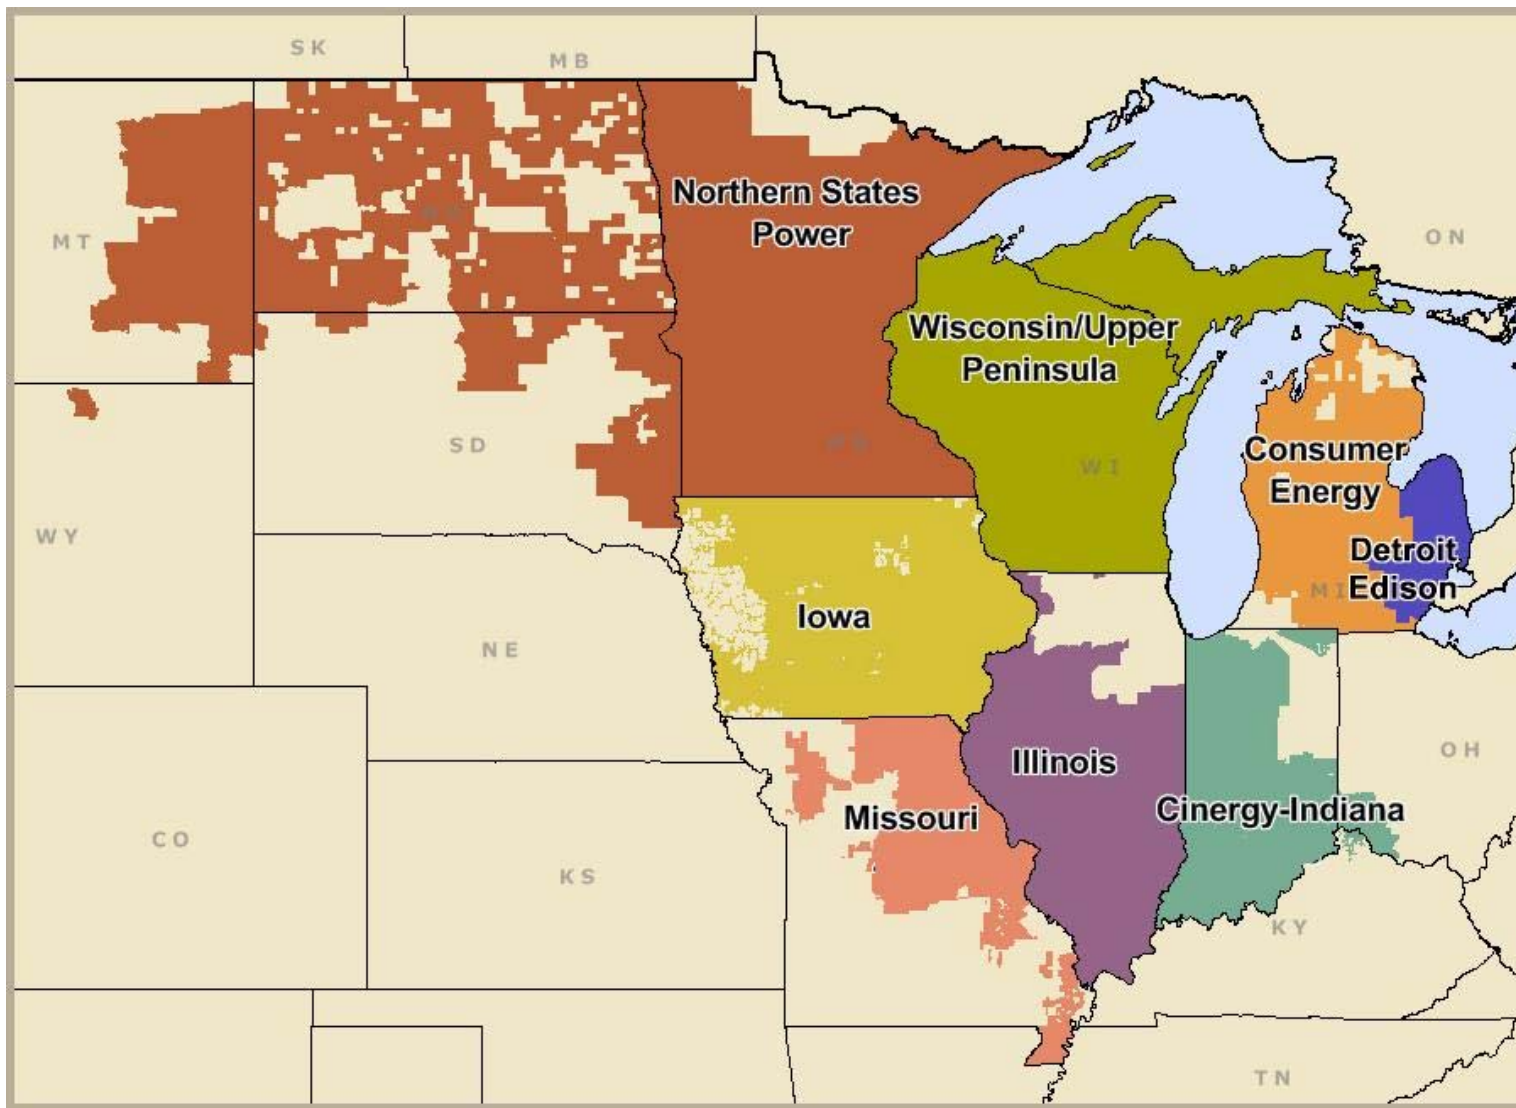 SK
MB
Northern States
Power
MT
ON
Wisconsin/Upper
Peninsula
SD
WI
Consumer
Energy
WY
Detroit
Edison
MI
Iowa
NE
Illinois
OH
CO
Missouri
Cinergy-Indiana
KS
KY
TN